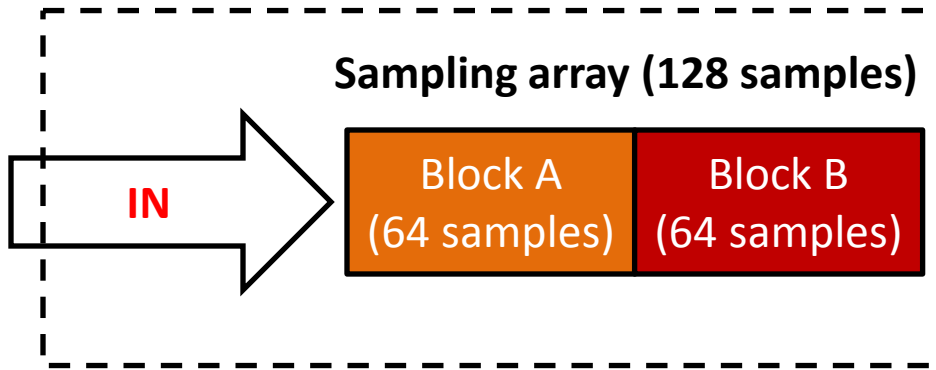 Sampling array (128 samples)
IN
Block A
(64 samples)
Block B
(64 samples)